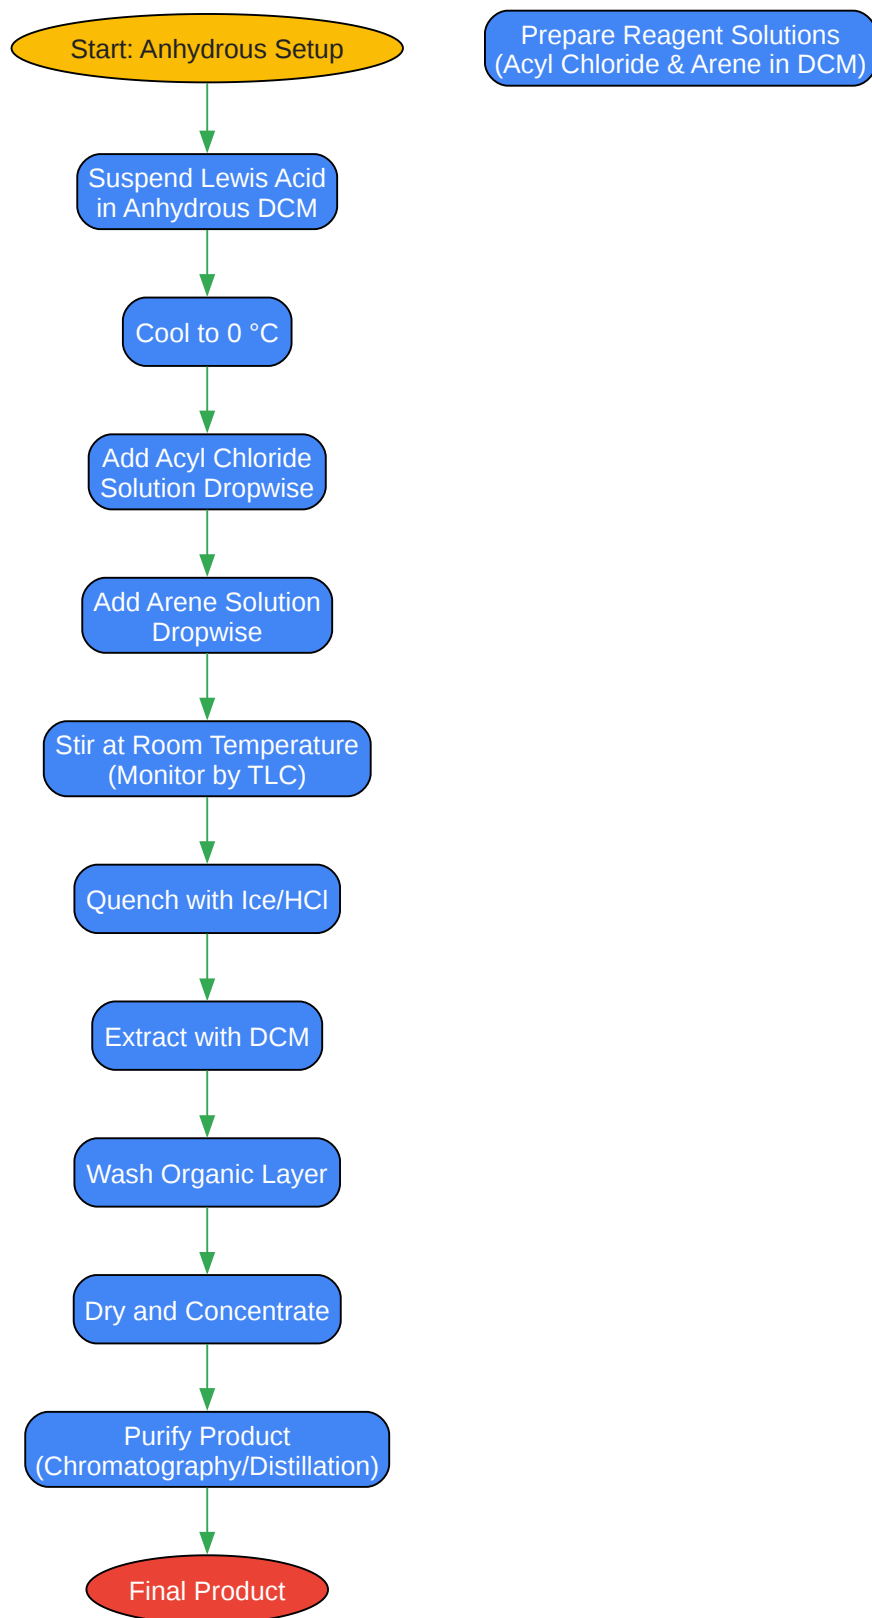 Start: Anhydrous Setup
Prepare Reagent Solutions
(Acyl Chloride & Arene in DCM)
Suspend Lewis Acid
in Anhydrous DCM
Cool to 0 °C
Add Acyl Chloride
Solution Dropwise
Add Arene Solution
Dropwise
Stir at Room Temperature
(Monitor by TLC)
Quench with Ice/HCl
Extract with DCM
Wash Organic Layer
Dry and Concentrate
Purify Product
(Chromatography/Distillation)
Final Product